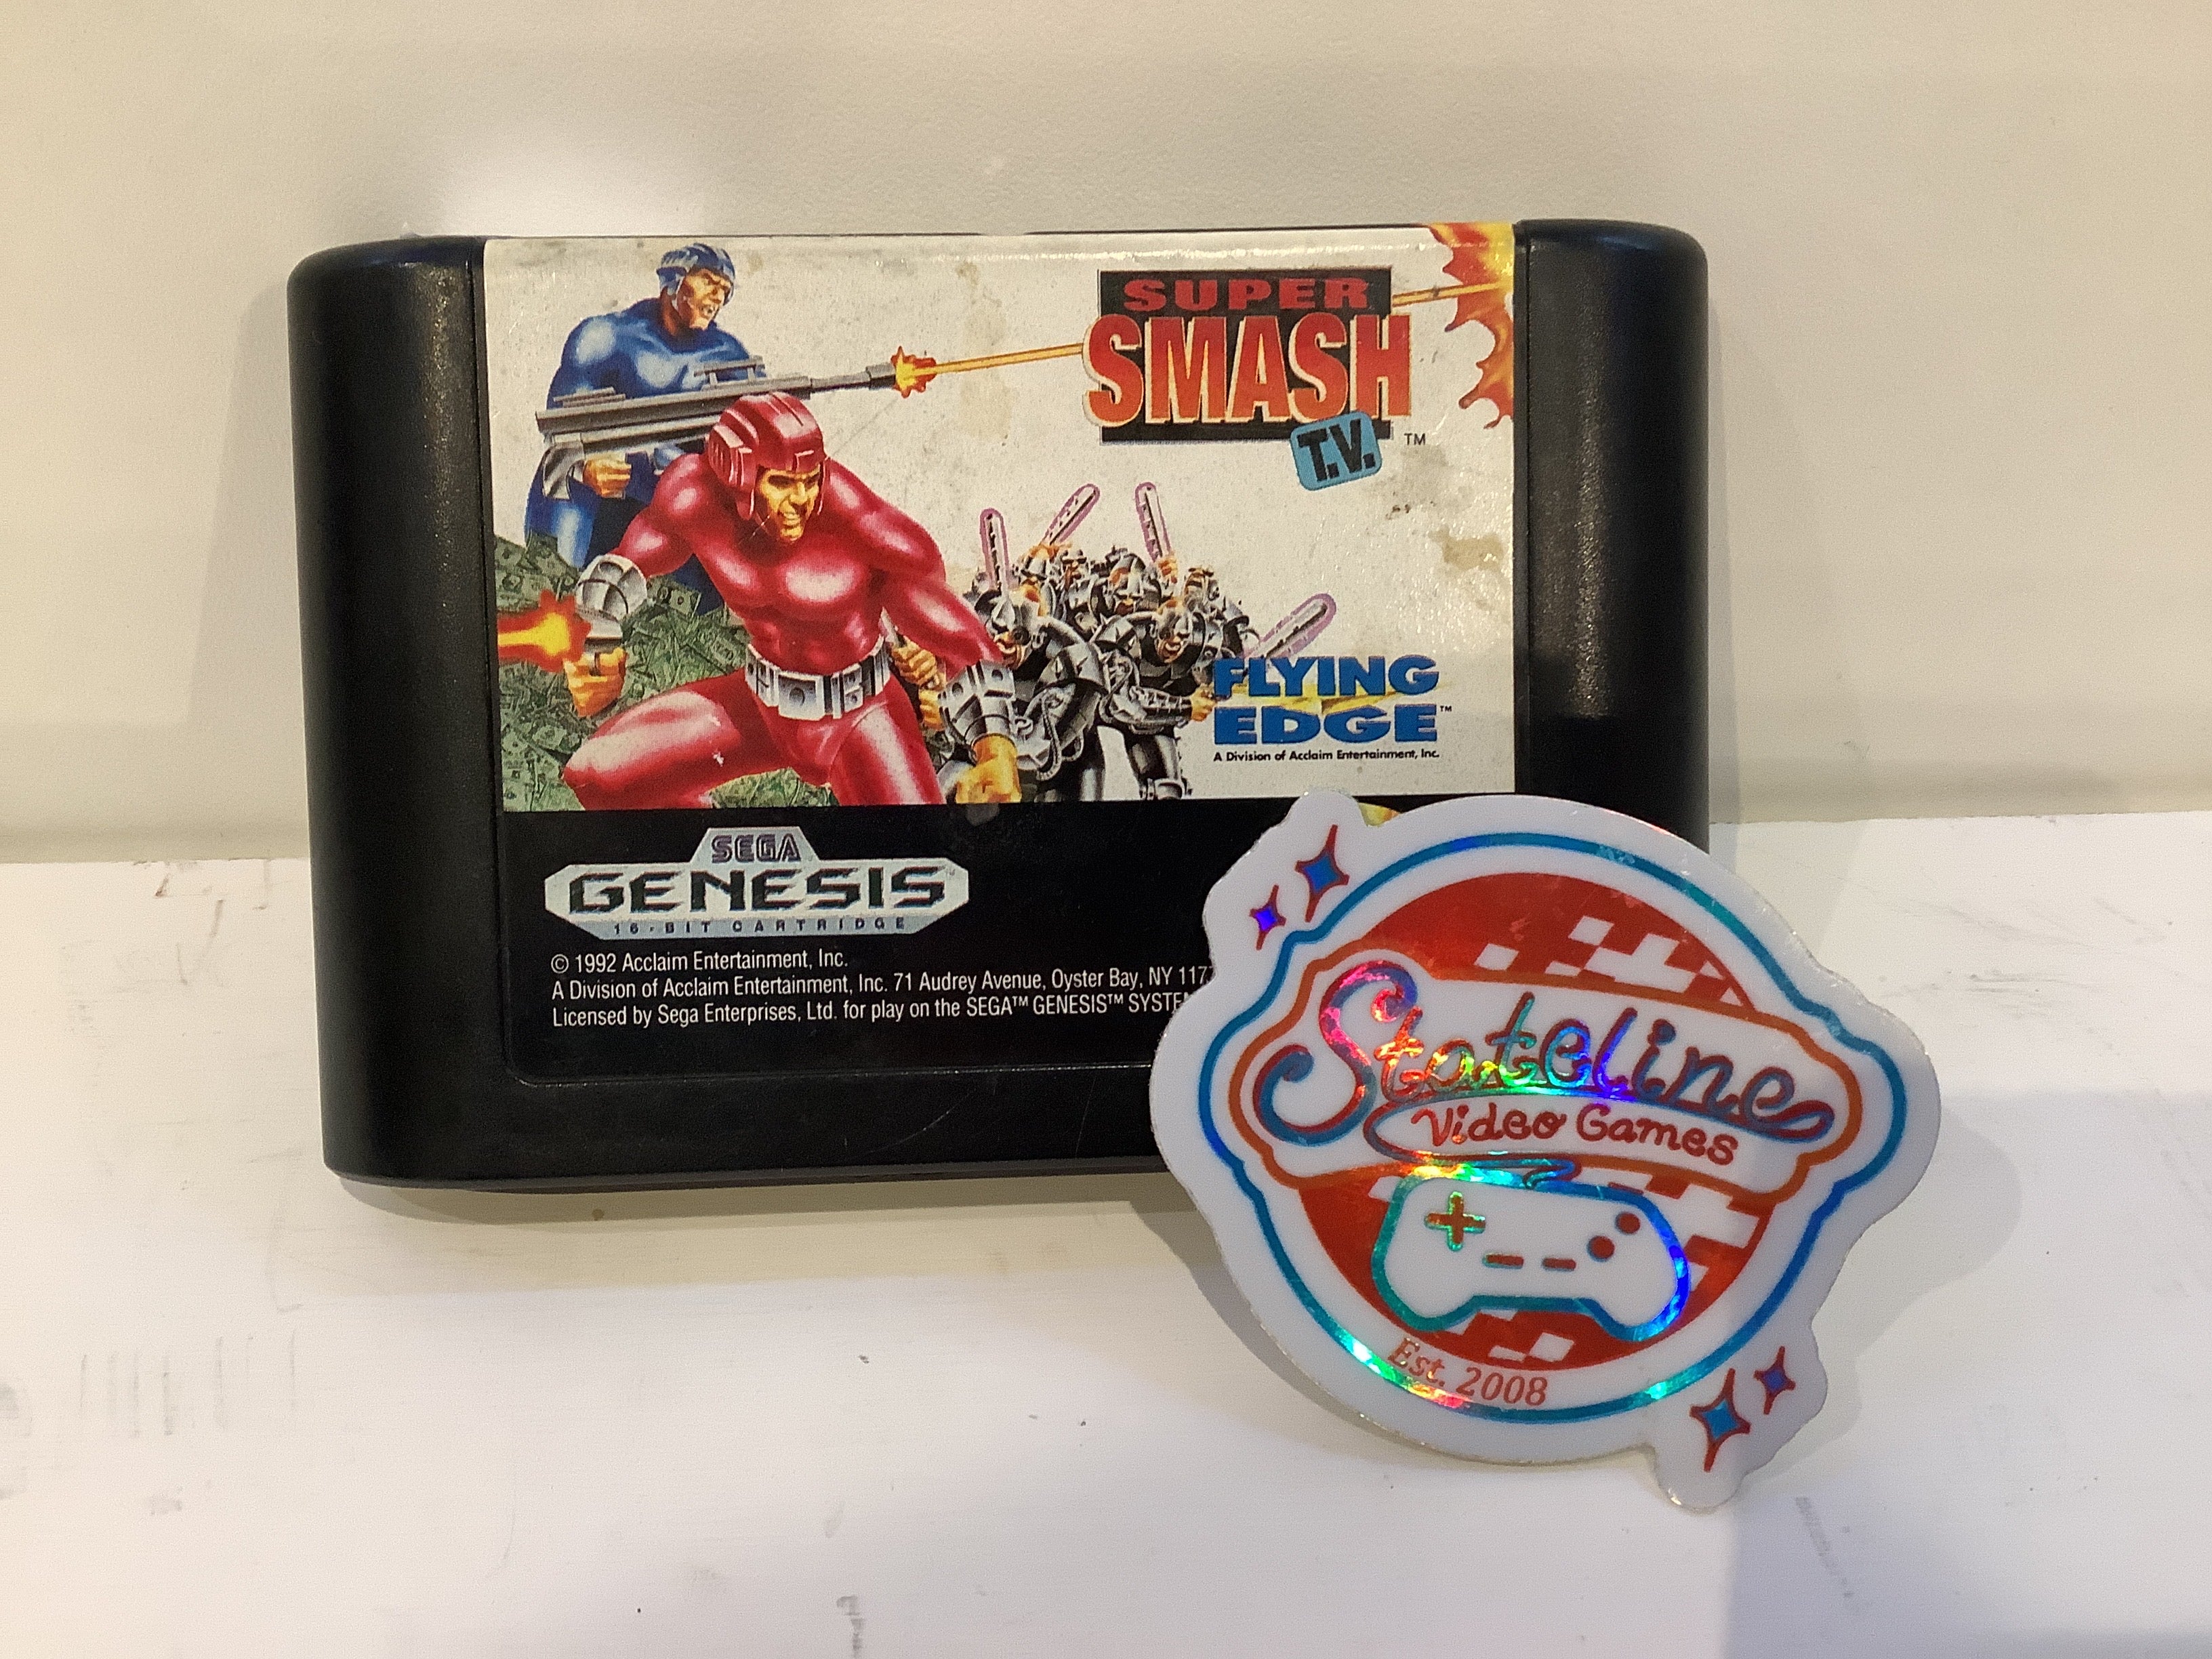 SUPER
SMASH
T.V.™
FLYING
EDGE™
A Division of Acclaim Entertainment, Inc.
SEGA
GENESIS
16-BIT CARTRIDGE
© 1992 Acclaim Entertainment, Inc.
A Division of Acclaim Entertainment, Inc. 71 Audrey Avenue, Oyster Bay, NY
Licensed by Sega Enterprises, Ltd. for play on the SEGA™ GENESIS™
Stateline
Video Games
Est. 2008